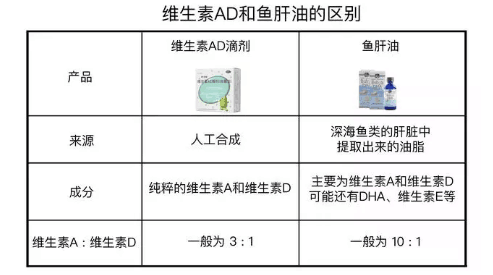 维生素AD和鱼肝油的区别
产品
维生素AD滴剂
鱼肝油
来源
人工合成
深海鱼类的肝脏中
提取出来的油脂
成分
纯粹的维生素A和维生素D
主要为维生素A和维生素D
可能还有DHA、维生素E等
维生素A：维生素D
一般为 3：1
一般为 10：1